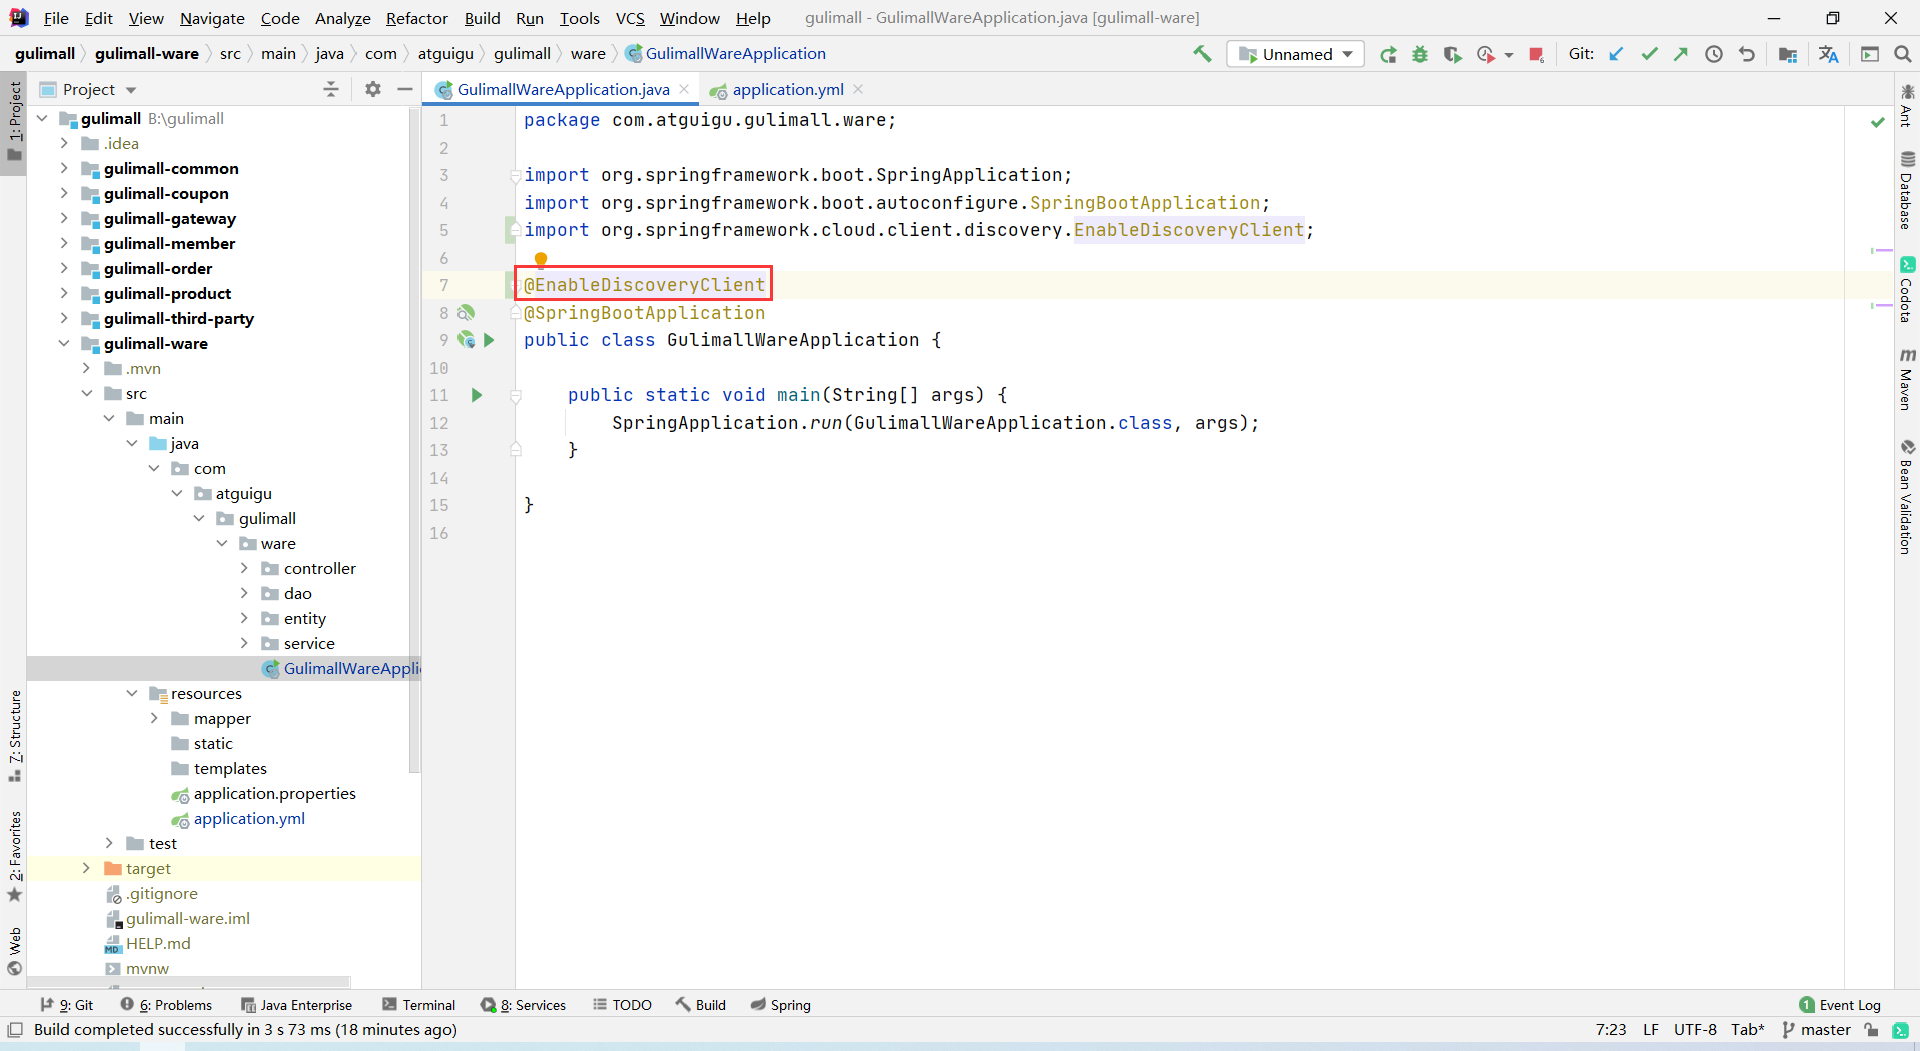 File Edit View Navigate Code Analyze Refactor Build Run Tools VCS Window Help gulimall - GulimallWareApplication.java [gulimall-ware]
gulimall gulimall-ware src main java com atguigu gulimall ware GulimallWareApplication Unnamed Git:
Project
GulimallWareApplication.java application.yml
1: Project
7: Structure
2: Favorites
Web
gulimall B:\gulimall
.idea
gulimall-common
gulimall-coupon
gulimall-gateway
gulimall-member
gulimall-order
gulimall-product
gulimall-third-party
gulimall-ware
.mvn
src
main
java
com
atguigu
gulimall
ware
controller
dao
entity
service
GulimallWareAppli
resources
mapper
static
templates
application.properties
application.yml
test
target
.gitignore
gulimall-ware.iml
HELP.md
mvnw
1 package com.atguigu.gulimall.ware;
2
3 import org.springframework.boot.SpringApplication;
4 import org.springframework.boot.autoconfigure.SpringBootApplication;
5 import org.springframework.cloud.client.discovery.EnableDiscoveryClient;
6
7 @EnableDiscoveryClient
8 @SpringBootApplication
9 public class GulimallWareApplication {
10
11 public static void main(String[] args) {
12 SpringApplication.run(GulimallWareApplication.class, args);
13 }
14
15 }
16
Ant
Database
Codota
Maven
Bean Validation
9: Git 6: Problems Java Enterprise Terminal 8: Services TODO Build Spring 1 Event Log
Build completed successfully in 3 s 73 ms (18 minutes ago) 7:23 LF UTF-8 Tab* master